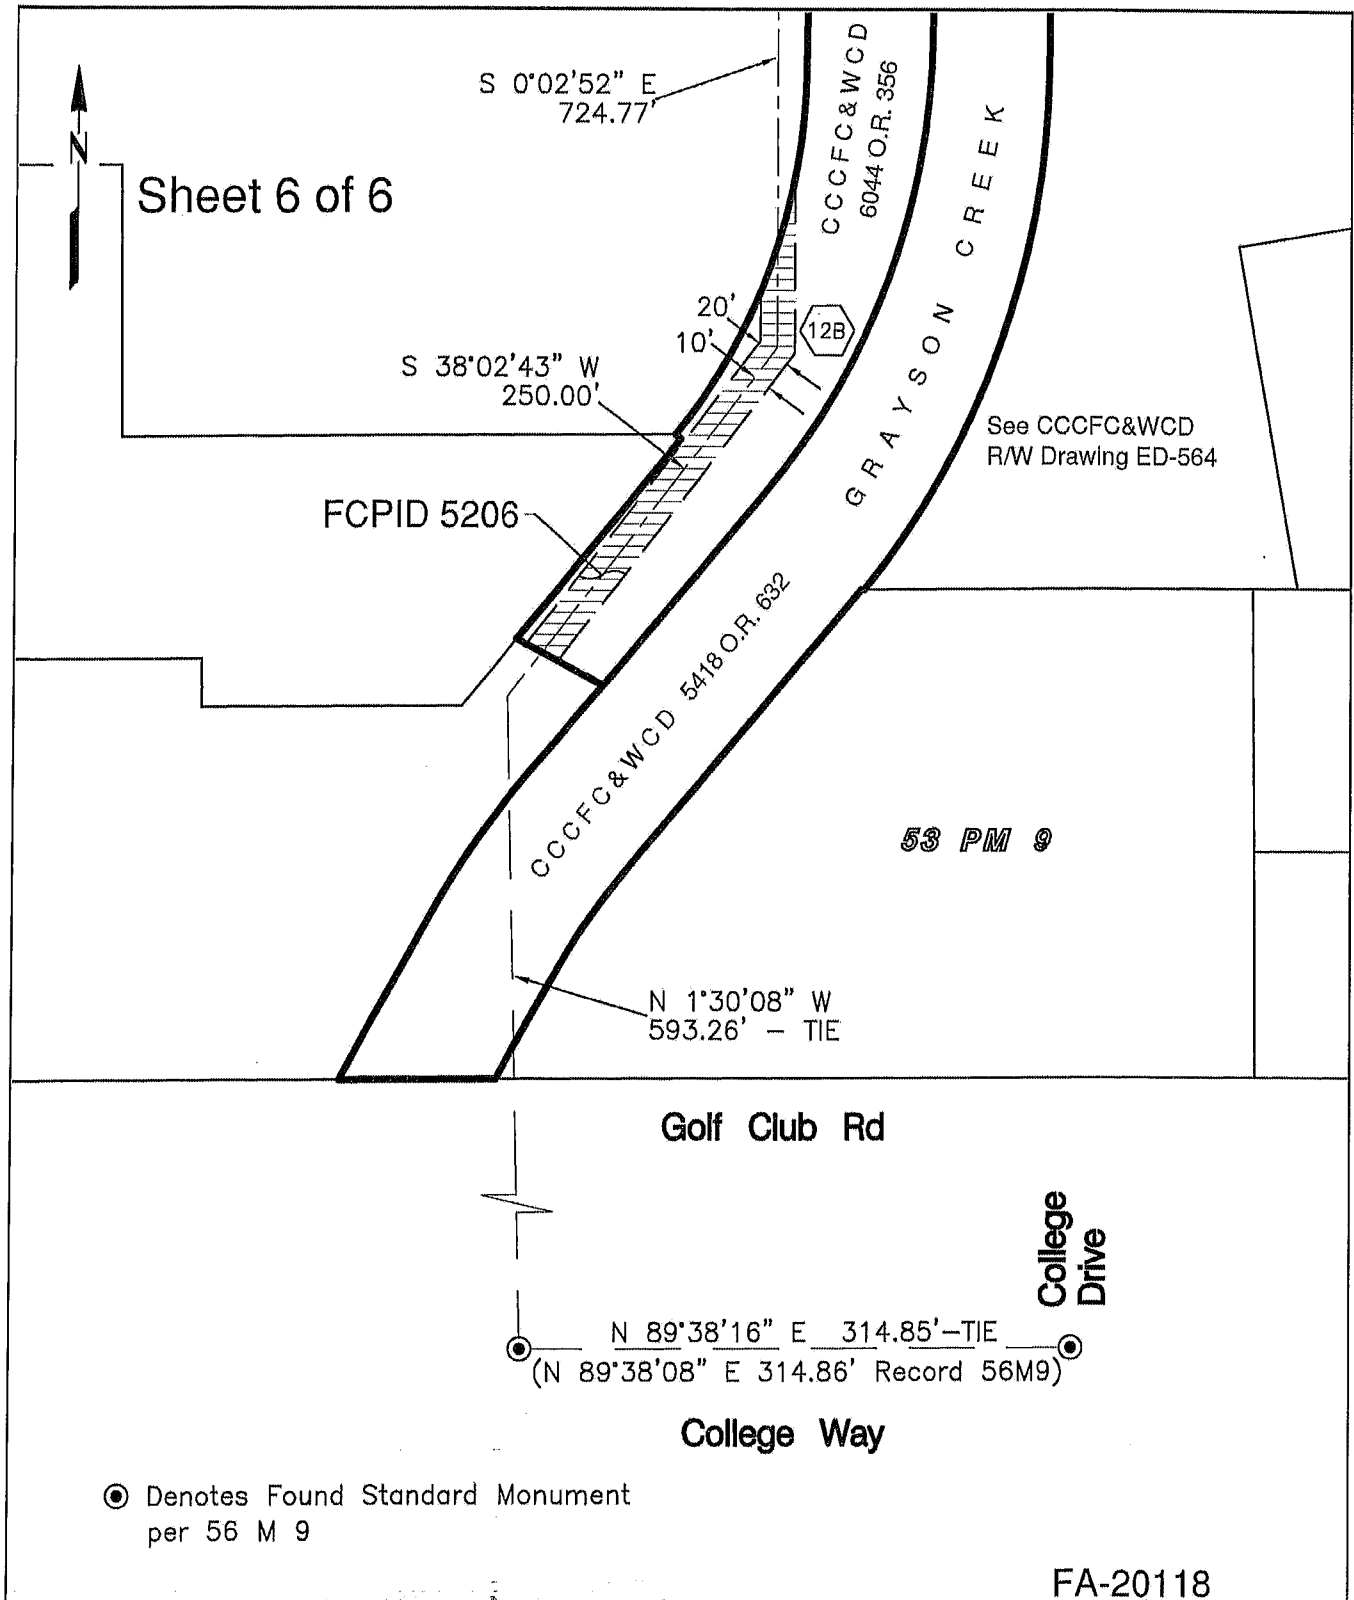 S 0°02'52" E
724.77'
CCCFC&WCD
6044 O.R. 356
N
Sheet 6 of 6
GRAYSON CREEK
20'
10'
12B
S 38°02'43" W
250.00'
See CCCFC&WCD
R/W Drawing ED-564
FCPID 5206
CCCFC&WCD 5418 O.R. 632
53 PM 9
N 1°30'08" W
593.26' - TIE
Golf Club Rd
College
Drive
N 89°38'16" E 314.85'-TIE
(N 89°38'08" E 314.86' Record 56M9)
College Way
Denotes Found Standard Monument
per 56 M 9
FA-20118